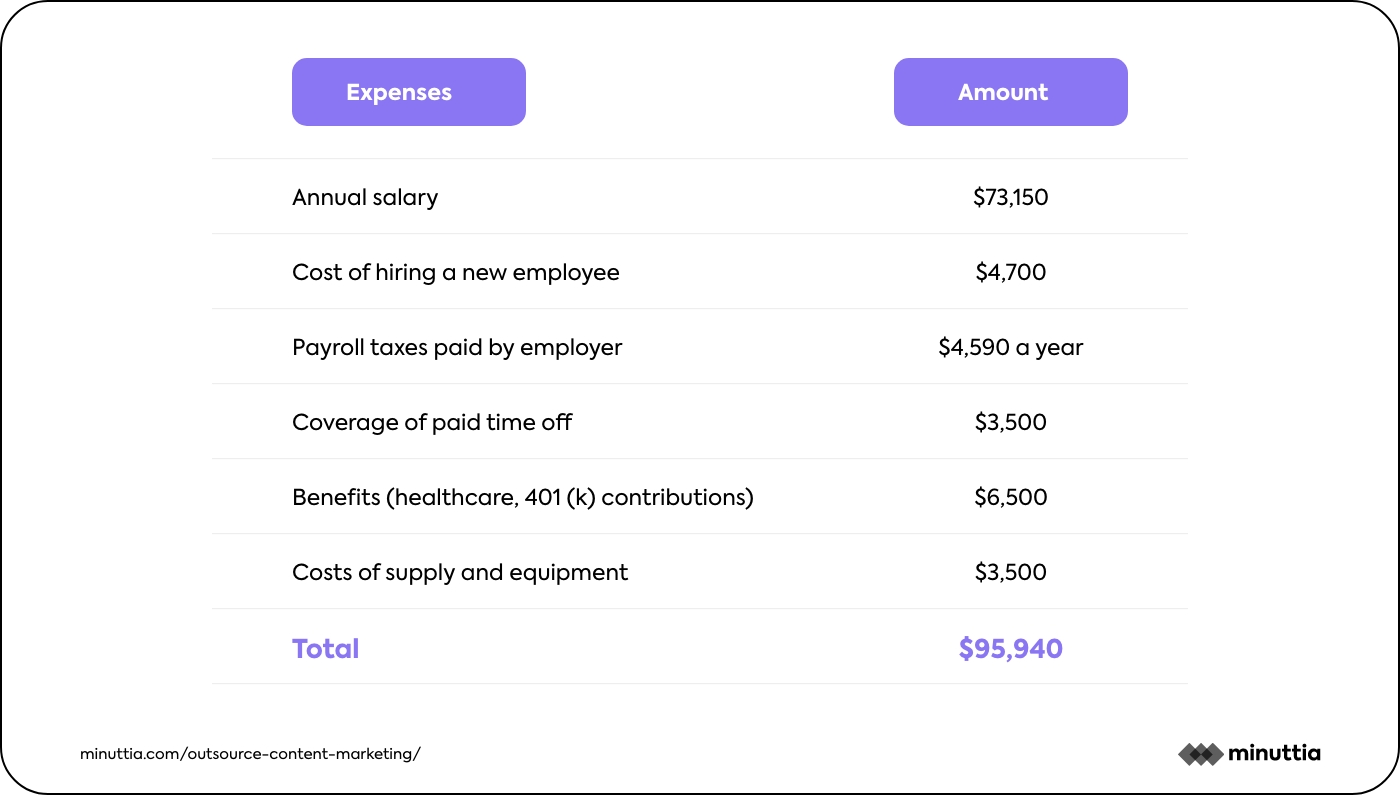 Expenses Amount
Annual salary $73,150
Cost of hiring a new employee $4,700
Payroll taxes paid by employer $4,590 a year
Coverage of paid time off $3,500
Benefits (healthcare, 401 (k) contributions) $6,500
Costs of supply and equipment $3,500
Total $95,940
minuttia.com/outsource-content-marketing/ minuttia